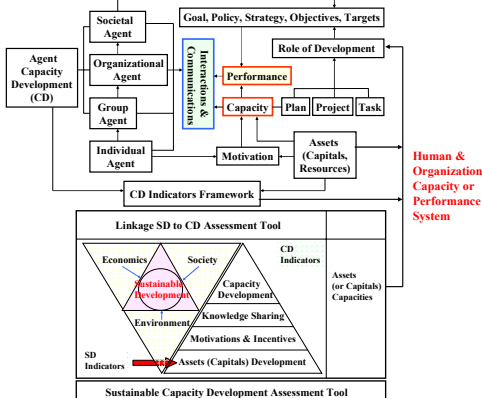 Societal
Agent
Goal, Policy, Strategy, Objectives, Targets
Role of Development
Agent
Capacity
Development
(CD)
Organizational
Agent
Interactions &
Communications
Performance
Group
Agent
Capacity
Plan
Project
Task
Individual
Agent
Motivation
Assets
(Capitals,
Resources)
Human &
Organization
Capacity or
Performance
System
CD Indicators Framework
Linkage SD to CD Assessment Tool
Economics
Society
CD
Indicators
Sustainable
Development
Capacity
Development
Assets
(or Capitals)
Capacities
Environment
Knowledge Sharing
Motivations & Incentives
SD
Indicators
Assets (Capitals) Development
Sustainable Capacity Development Assessment Tool